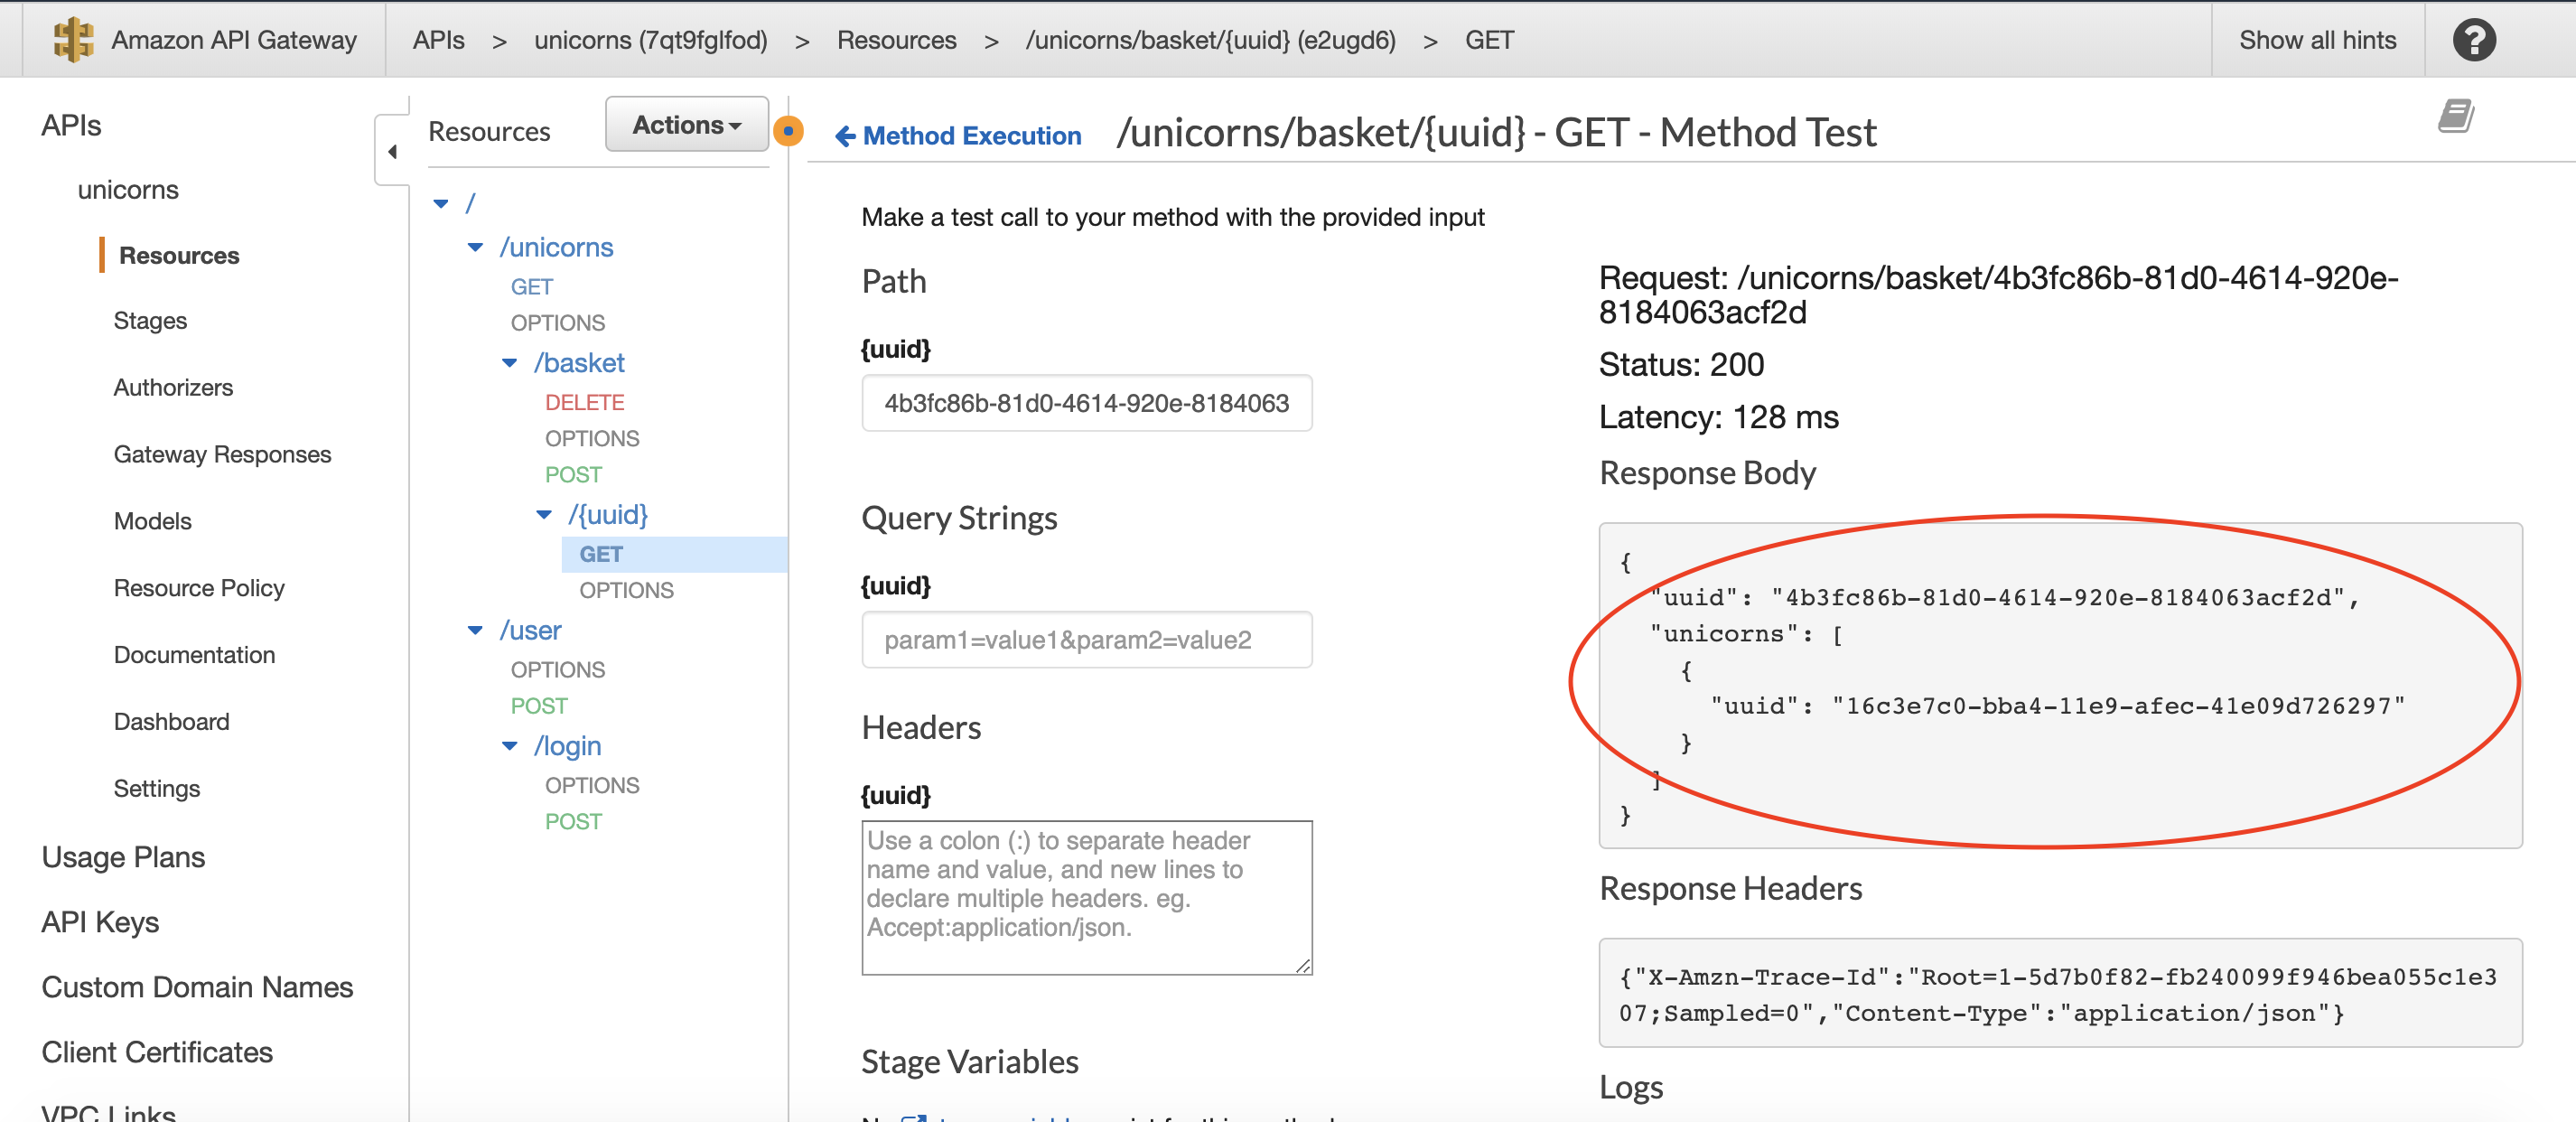 Amazon API Gateway
APIs > unicorns (7qt9fglfod) > Resources > /unicorns/basket/{uuid} (e2ugd6) > GET
Show all hints
?
APIs
unicorns
Resources
Stages
Authorizers
Gateway Responses
Models
Resource Policy
Documentation
Dashboard
Settings
Usage Plans
API Keys
Custom Domain Names
Client Certificates
VPC Links
Resources
Actions
/
/unicorns
GET
OPTIONS
/basket
DELETE
OPTIONS
POST
/{uuid}
GET
OPTIONS
/user
OPTIONS
POST
/login
OPTIONS
POST
Method Execution
/unicorns/basket/{uuid} - GET - Method Test
Make a test call to your method with the provided input
Path
{uuid}
4b3fc86b-81d0-4614-920e-8184063
Query Strings
{uuid}
param1=value1&param2=value2
Headers
{uuid}
Use a colon (:) to separate header
name and value, and new lines to
declare multiple headers. eg.
Accept:application/json.
Stage Variables
Request: /unicorns/basket/4b3fc86b-81d0-4614-920e-
8184063acf2d
Status: 200
Latency: 128 ms
Response Body
{
"uuid": "4b3fc86b-81d0-4614-920e-8184063acf2d",
"unicorns": [
{
"uuid": "16c3e7c0-bba4-11e9-afec-41e09d726297"
}
]
}
Response Headers
{"X-Amzn-Trace-Id":"Root=1-5d7b0f82-fb240099f946bea055c1e3
07;Sampled=0","Content-Type":"application/json"}
Logs